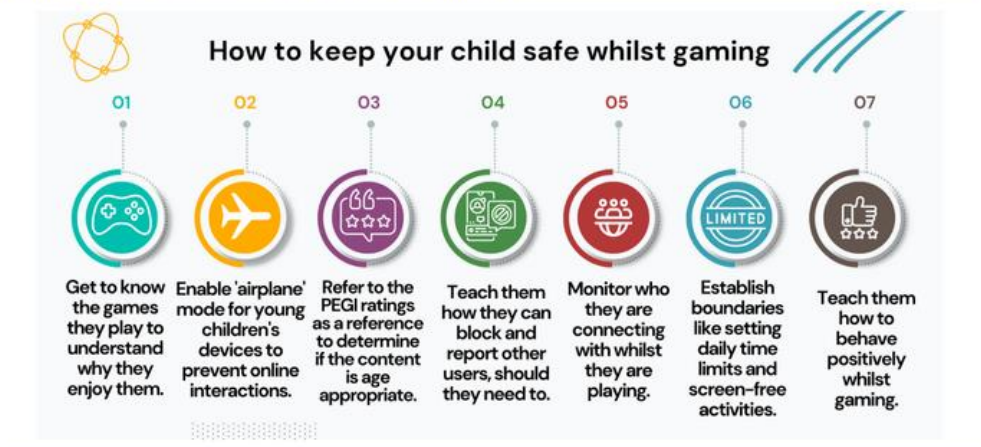 How to keep your child safe whilst gaming
01
02
03
04
05
06
07
LIMITED
Get to know
the games
they play to
understand
why they
enjoy them.
Enable 'airplane'
mode for young
children's
devices to
prevent online
interactions.
Refer to the
PEGI ratings
as a reference
to determine
if the content
is age
appropriate.
Teach them
how they can
block and
report other
users, should
they need to.
Monitor who
they are
connecting
with whilst
they are
playing.
Establish
boundaries
like setting
daily time
limits and
screen-free
activities.
Teach them
how to
behave
positively
whilst
gaming.